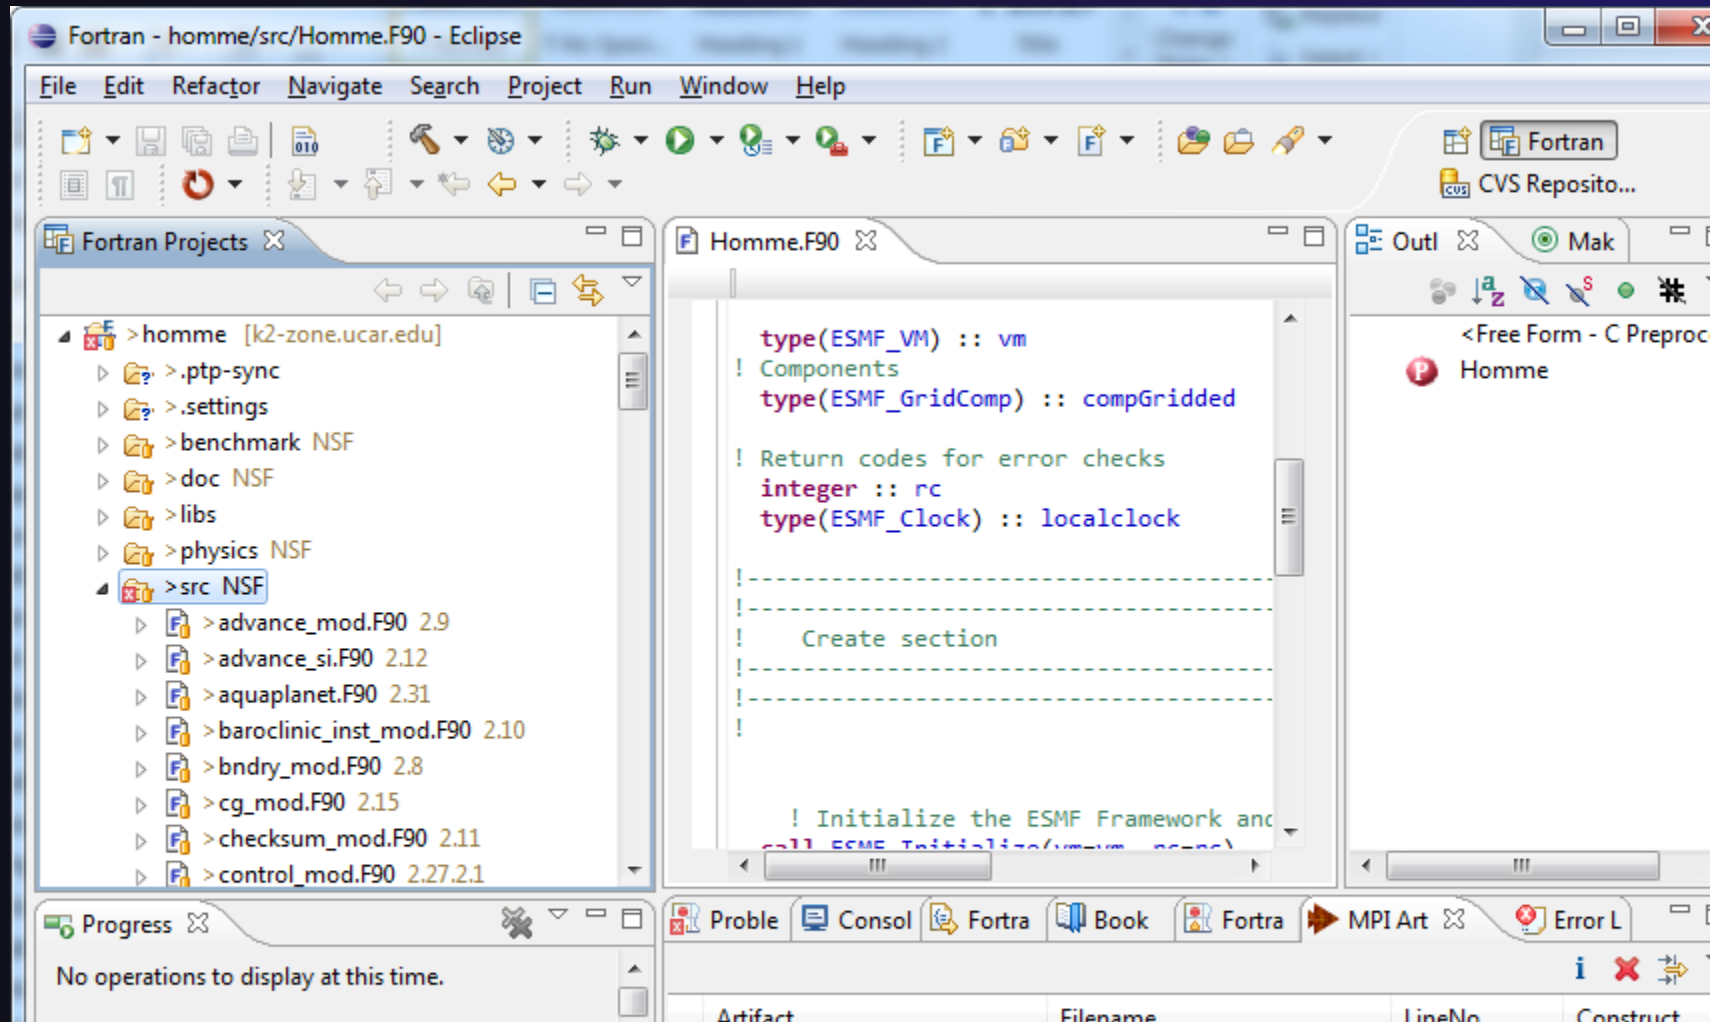 Fortran - homme/src/Homme.F90 - Eclipse
File Edit Refactor Navigate Search Project Run Window Help
Fortran
CVS Reposito...
Fortran Projects
>homme [k2-zone.ucar.edu]
>.ptp-sync
>.settings
>benchmark NSF
>doc NSF
>libs
>physics NSF
>src NSF
>advance_mod.F90 2.9
>advance_si.F90 2.12
>aquaplanet.F90 2.31
>baroclinic_inst_mod.F90 2.10
>bndry_mod.F90 2.8
>cg_mod.F90 2.15
>checksum_mod.F90 2.11
>control_mod.F90 2.27.2.1
Homme.F90
type(ESMF_VM) :: vm
! Components
type(ESMF_GridComp) :: compGridded
! Return codes for error checks
integer :: rc
type(ESMF_Clock) :: localclock
!--------------------------------------
!--------------------------------------
! Create section
!--------------------------------------
!--------------------------------------
!
! Initialize the ESMF Framework and
call ESMF_Initialize(vm=vm, rc=rc)
Outl Mak
<Free Form - C Preproc
Homme
Progress
No operations to display at this time.
Proble Consol Fortra Book Fortra MPI Art Error L
Artifact Filename LineNo Construct